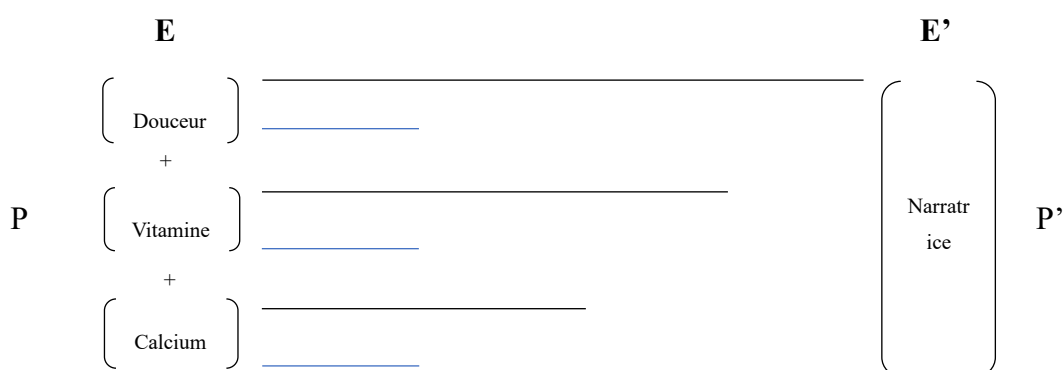 E E’
Douceur
+
Vitamine
+
Calcium
P
Narratr
ice
P’